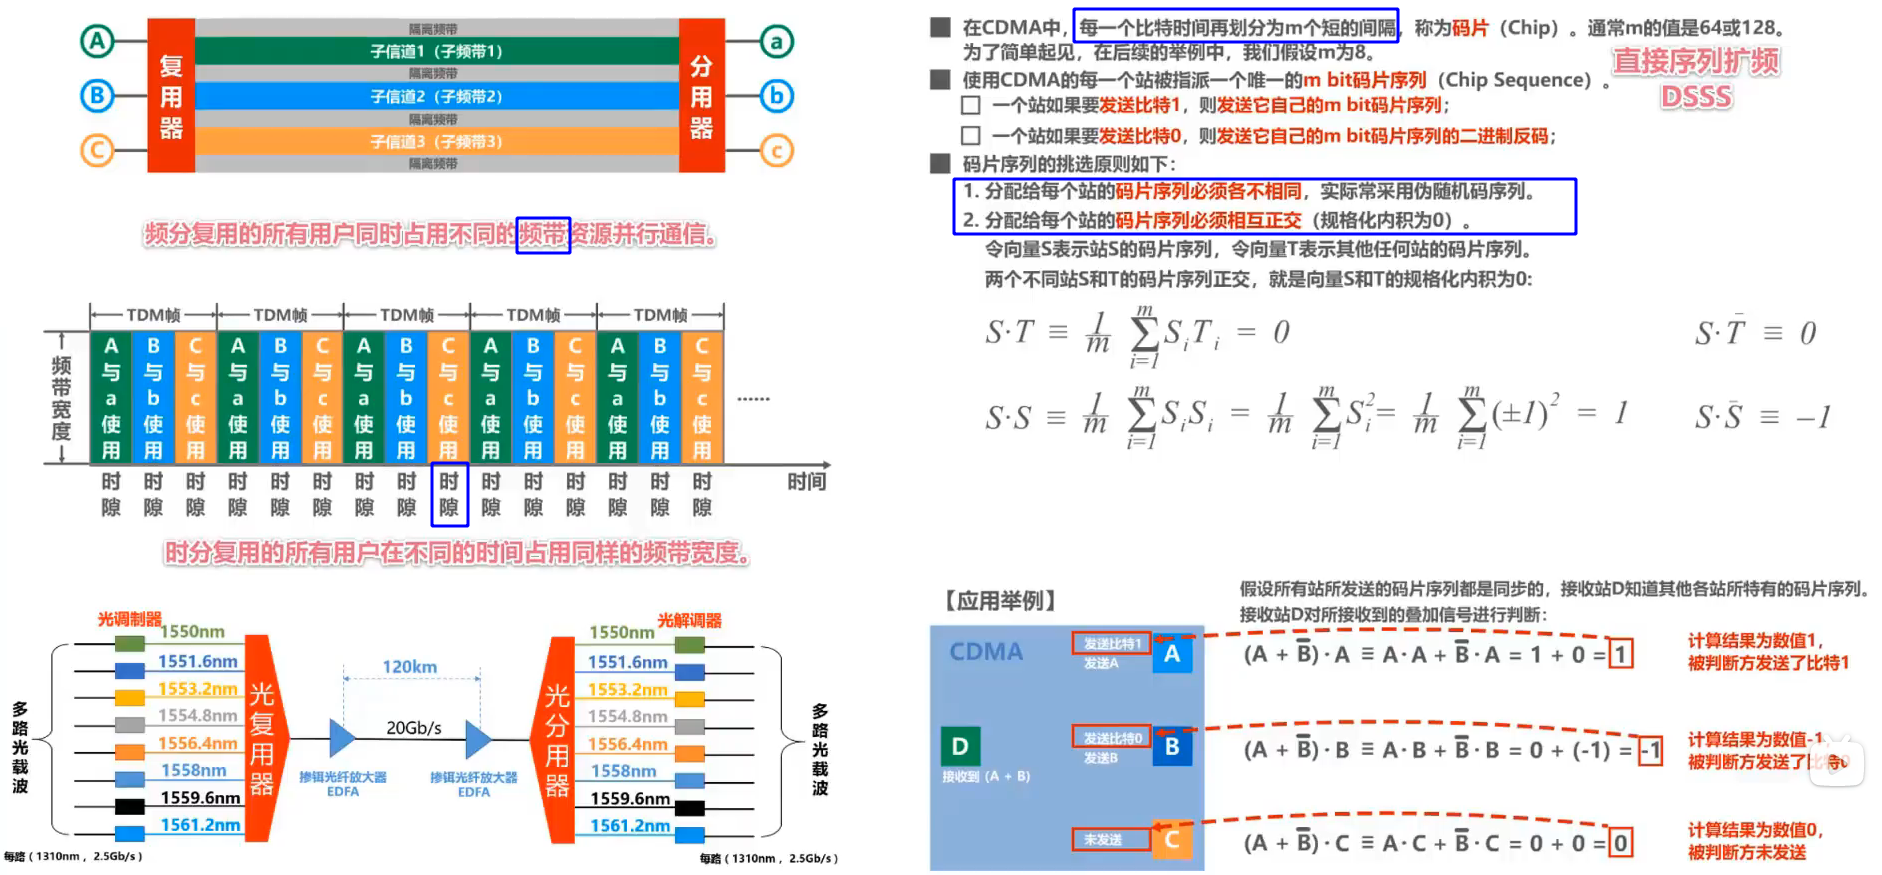 隔离频带
A
子信道1（子频带1）
a
隔离频带
B
子信道2（子频带2）
b
隔离频带
C
子信道3（子频带3）
c
隔离频带
复用器
分用器
频分复用的所有用户同时占用不同的频带资源并行通信。
TDM帧 TDM帧 TDM帧 TDM帧 TDM帧
频带宽度
A与a使用 B与b使用 C与c使用 A与a使用 B与b使用 C与c使用 A与a使用 B与b使用 C与c使用 A与a使用 B与b使用 C与c使用 A与a使用 B与b使用 C与c使用 ……
时隙 时隙 时隙 时隙 时隙 时隙 时隙 时隙 时隙 时隙 时隙 时隙 时隙 时隙 时隙 时间
时分复用的所有用户在不同的时间占用同样的频带宽度。
光调制器 光解调器
1550nm 1550nm
1551.6nm 1551.6nm
120km
1553.2nm 1553.2nm
1554.8nm 1554.8nm
20Gb/s
1556.4nm 1556.4nm
1558nm 1558nm
1559.6nm 1559.6nm
1561.2nm 1561.2nm
多路光载波
光复用器
掺铒光纤放大器
EDFA
掺铒光纤放大器
EDFA
光分用器
多路光载波
每路（1310nm，2.5Gb/s）
每路（1310nm，2.5Gb/s）
在CDMA中，每一个比特时间再划分为m个短的间隔，称为码片（Chip）。通常m的值是64或128。
为了简单起见，在后续的举例中，我们假设m为8。
直接序列扩频
DSSS
使用CDMA的每一个站被指派一个唯一的m bit码片序列（Chip Sequence）。
一个站如果要发送比特1，则发送它自己的m bit码片序列；
一个站如果要发送比特0，则发送它自己的m bit码片序列的二进制反码；
码片序列的挑选原则如下：
1. 分配给每个站的码片序列必须各不相同，实际常采用伪随机码序列。
2. 分配给每个站的码片序列必须相互正交（规格化内积为0）。
令向量S表示站S的码片序列，令向量T表示其他任何站的码片序列。
两个不同站S和T的码片序列正交，就是向量S和T的规格化内积为0:
S·T ≡ 1/m ∑_{i=1}^{m} S_i T_i = 0 S·T̄ ≡ 0
S·S ≡ 1/m ∑_{i=1}^{m} S_i S_i = 1/m ∑_{i=1}^{m} S_i² = 1/m ∑_{i=1}^{m} (±1)² = 1 S·S̄ ≡ −1
【应用举例】
假设所有站所发送的码片序列都是同步的，接收站D知道其他各站所特有的码片序列。
接收站D对所接收到的叠加信号进行判断：
CDMA
发送比特1
发送A
A
(A + B̄)·A ≡ A·A + B̄·A = 1 + 0 = 1
计算结果为数值1，
被判断方发送了比特1
D
接收到 (A + B)
发送比特0
发送B
B
(A + B̄)·B ≡ A·B + B̄·B = 0 + (-1) = -1
计算结果为数值-1，
被判断方发送了比特0
未发送
C
(A + B̄)·C ≡ A·C + B̄·C = 0 + 0 = 0
计算结果为数值0，
被判断方未发送